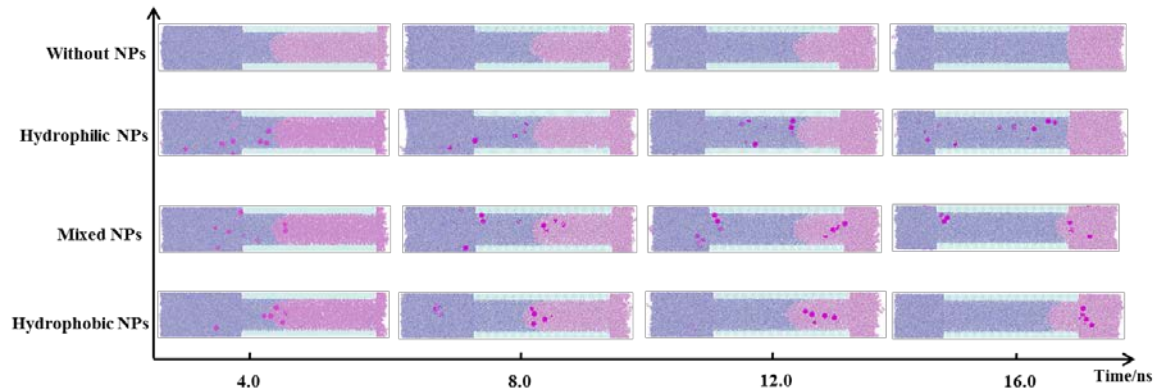 Without NPs
Hydrophilic NPs
Mixed NPs
Hydrophobic NPs
4.0 8.0 12.0 16.0 Time/ns